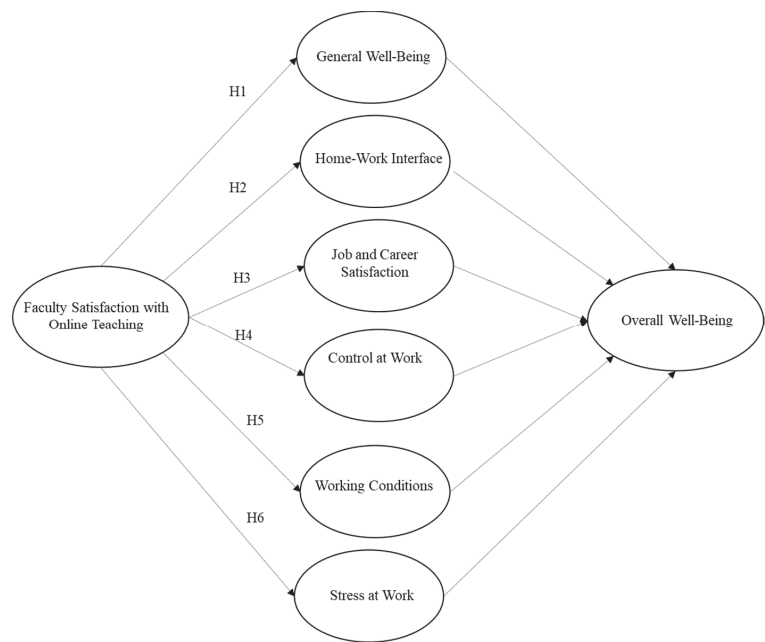 General Well-Being
H1
Home-Work Interface
H2
Job and Career
Satisfaction
H3
Faculty Satisfaction with
Online Teaching
Overall Well-Being
H4
Control at Work
H5
Working Conditions
H6
Stress at Work